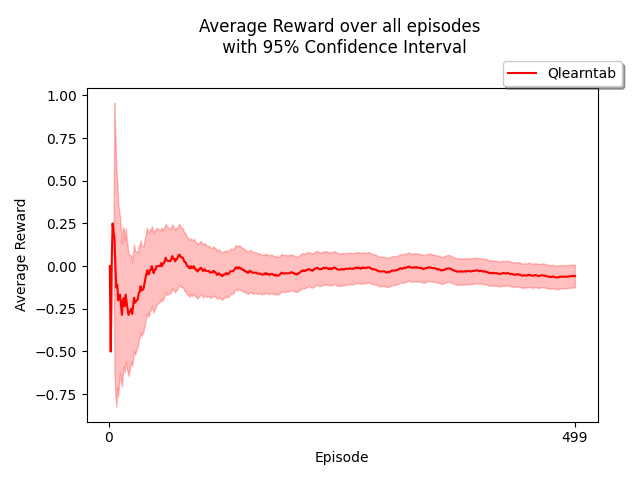 Average Reward over all episodes
with 95% Confidence Interval
Qlearntab
1.00
0.75
0.50
0.25
0.00
−0.25
−0.50
−0.75
Average Reward
0
499
Episode